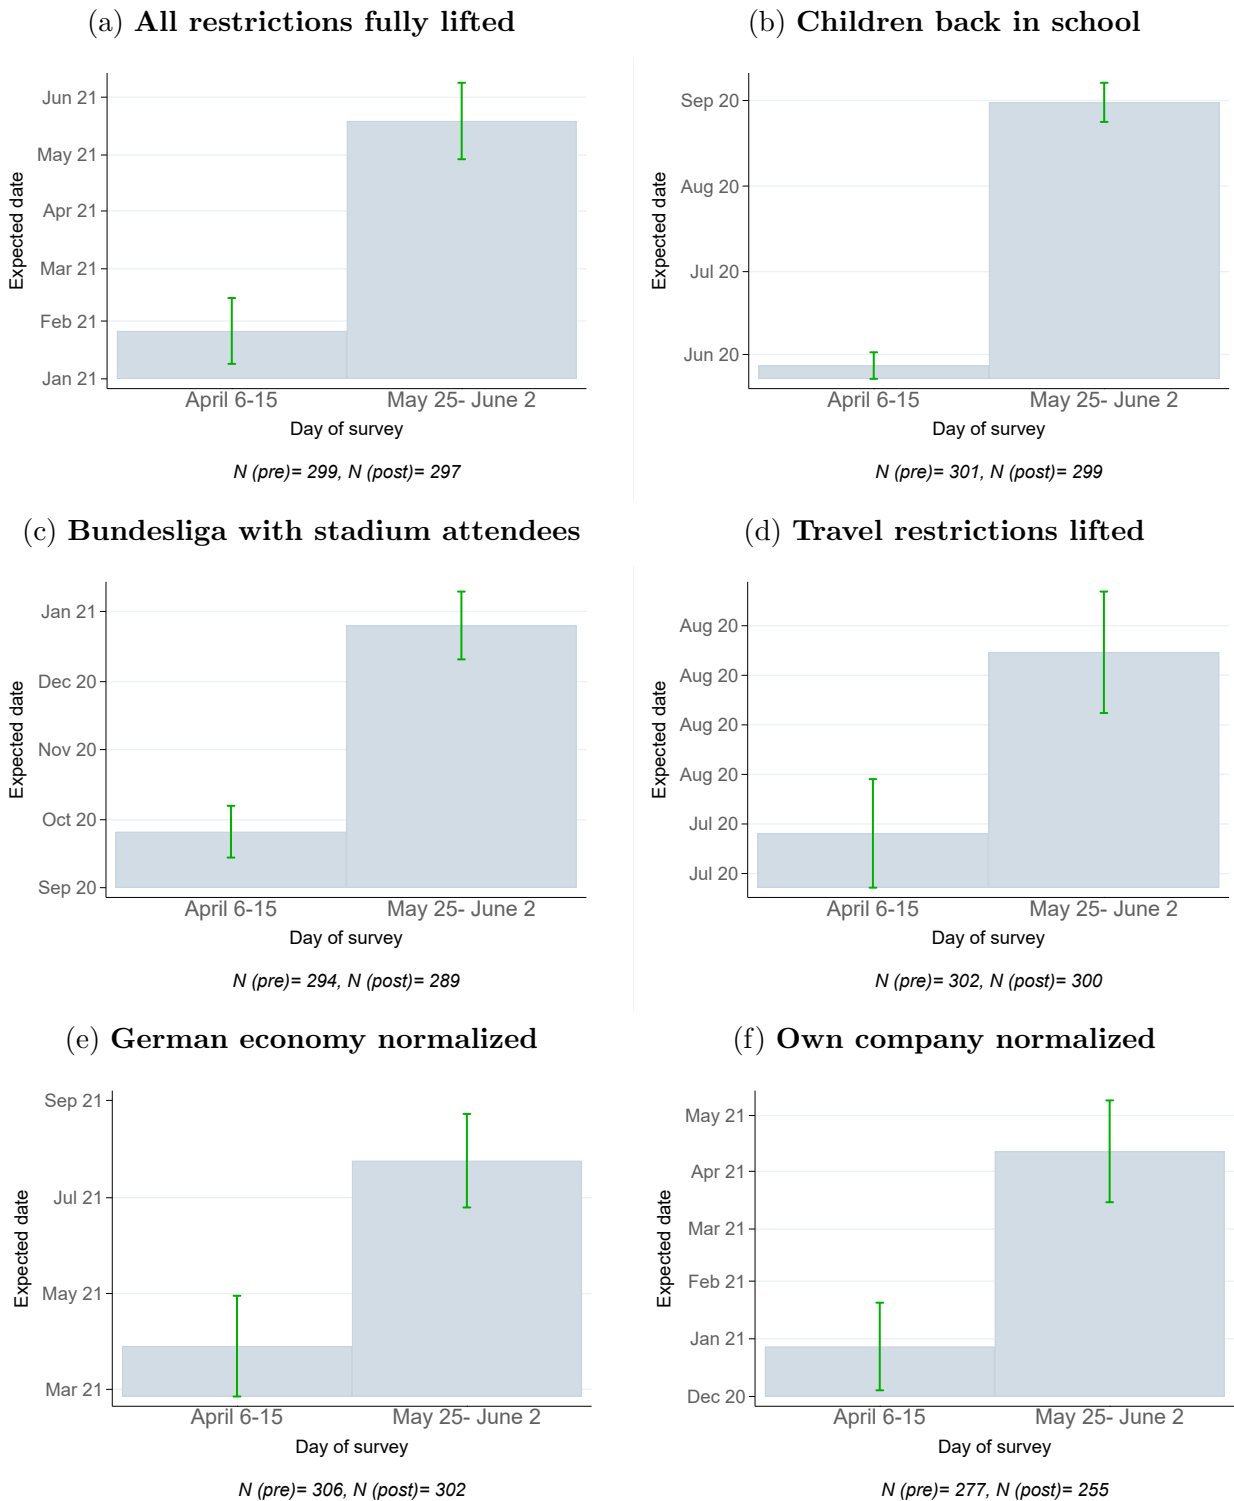 (a) All restrictions fully lifted
Expected date
Jun 21
May 21
Apr 21
Mar 21
Feb 21
Jan 21
April 6-15
May 25- June 2
Day of survey
N (pre)= 299, N (post)= 297
(b) Children back in school
Expected date
Sep 20
Aug 20
Jul 20
Jun 20
April 6-15
May 25- June 2
Day of survey
N (pre)= 301, N (post)= 299
(c) Bundesliga with stadium attendees
Expected date
Jan 21
Dec 20
Nov 20
Oct 20
Sep 20
April 6-15
May 25- June 2
Day of survey
N (pre)= 294, N (post)= 289
(d) Travel restrictions lifted
Expected date
Aug 20
Aug 20
Aug 20
Aug 20
Jul 20
Jul 20
April 6-15
May 25- June 2
Day of survey
N (pre)= 302, N (post)= 300
(e) German economy normalized
Expected date
Sep 21
Jul 21
May 21
Mar 21
April 6-15
May 25- June 2
Day of survey
N (pre)= 306, N (post)= 302
(f) Own company normalized
Expected date
May 21
Apr 21
Mar 21
Feb 21
Jan 21
Dec 20
April 6-15
May 25- June 2
Day of survey
N (pre)= 277, N (post)= 255